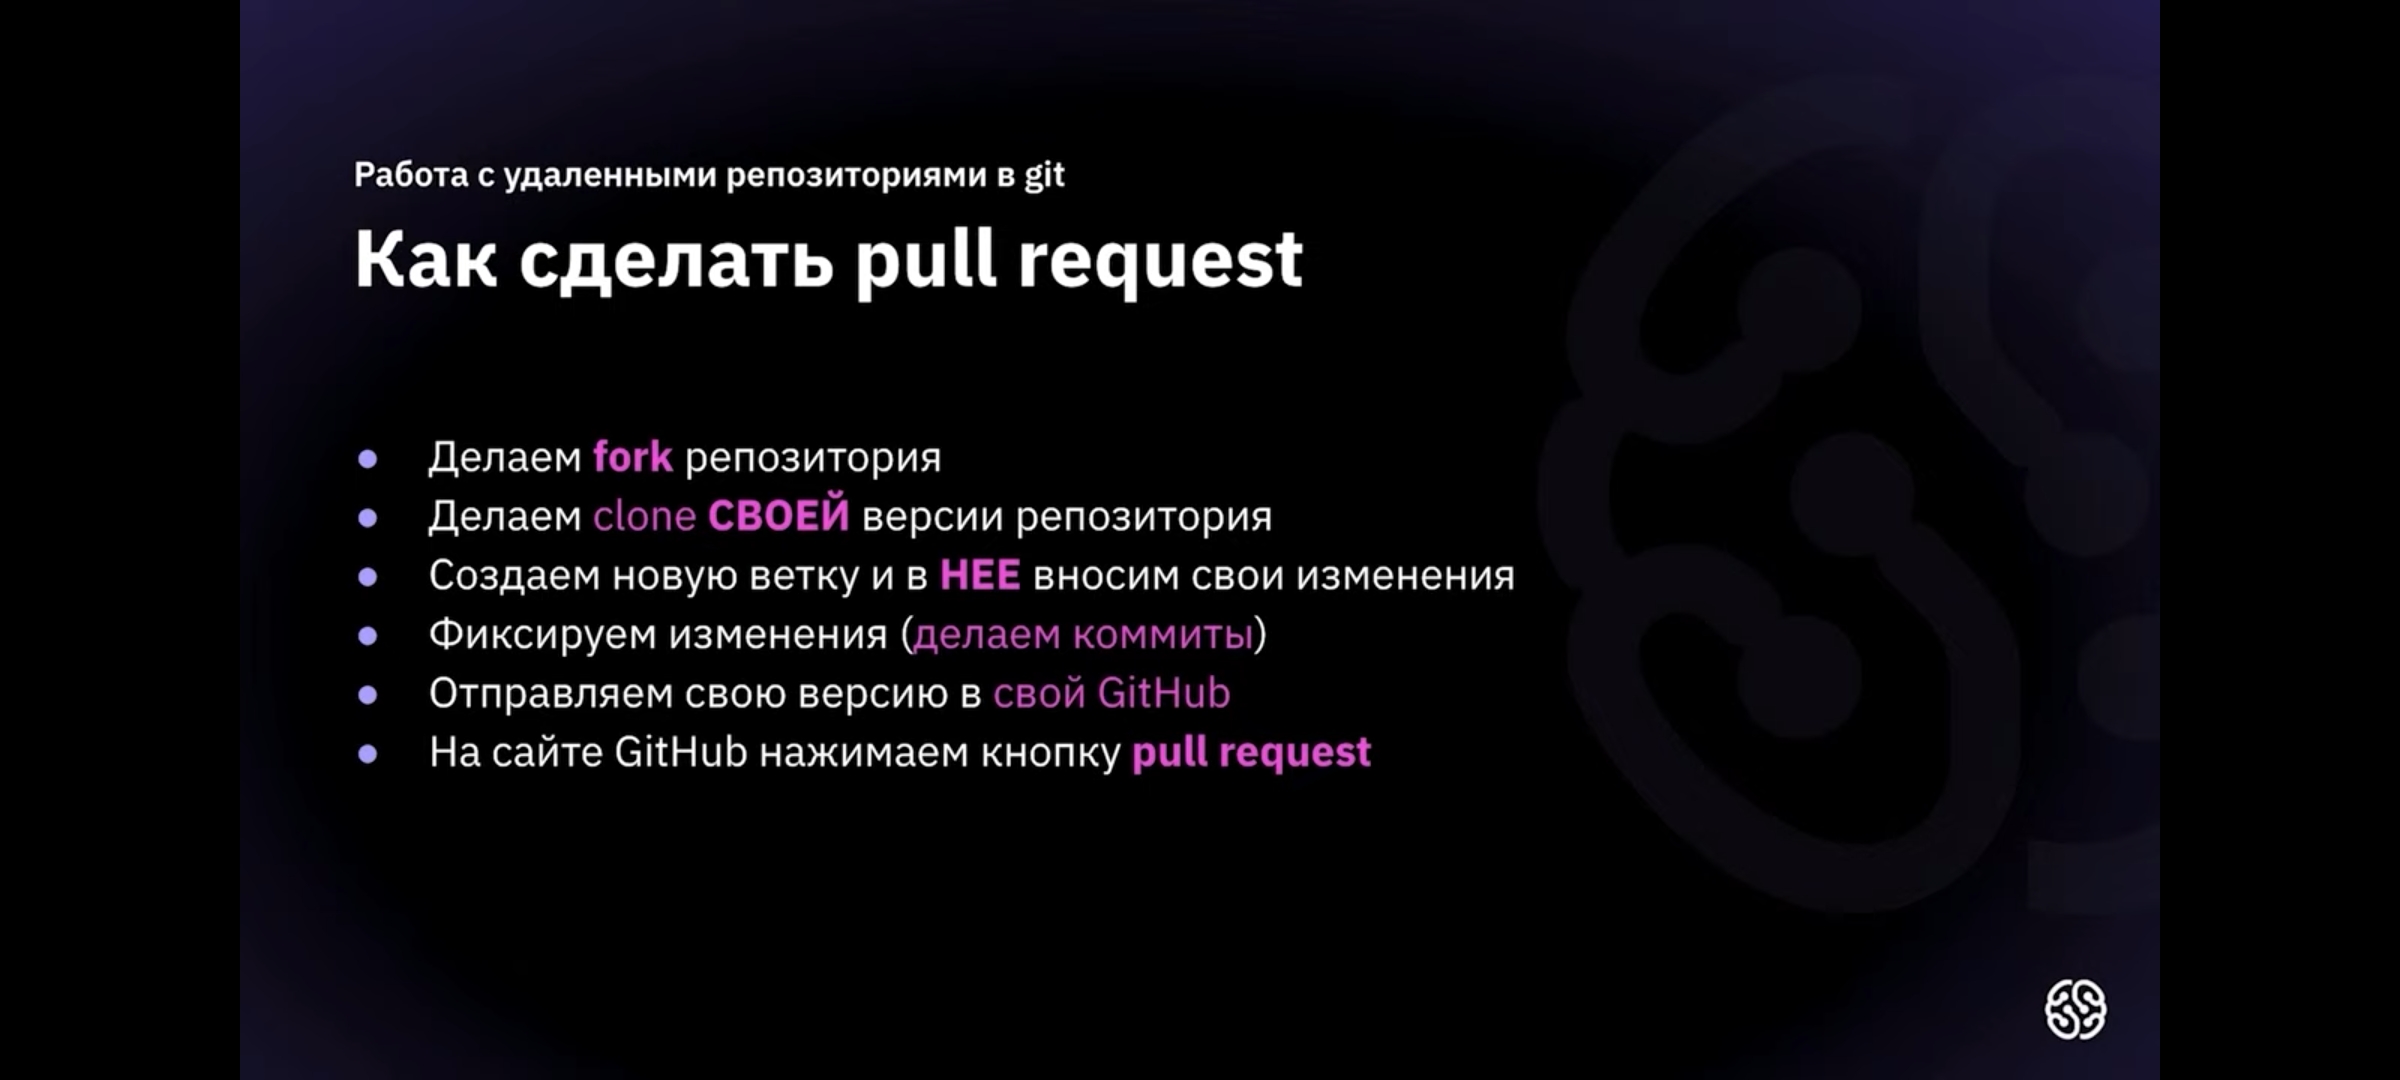 Работа с удаленными репозиториями в git
Как сделать pull request
Делаем fork репозитория
Делаем clone СВОЕЙ версии репозитория
Создаем новую ветку и в НЕЕ вносим свои изменения
Фиксируем изменения (делаем коммиты)
Отправляем свою версию в свой GitHub
На сайте GitHub нажимаем кнопку pull request